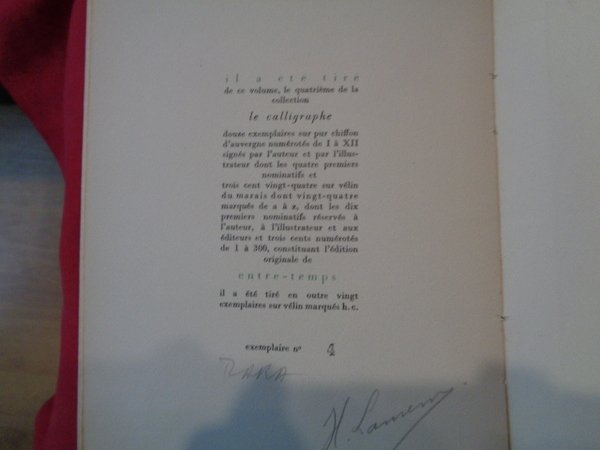 il a été tiré
de ce volume, le quatrième de la
collection
le calligraphe
douze exemplaires sur pur chiffon
d'auvergne numérotés de I à XII
signés par l'auteur et par l'illus-
trateur dont les quatre premiers
nominatifs et
trois cent vingt-quatre sur vélin
du marais dont vingt-quatre
marqués de a à z, dont les dix
premiers nominatifs réservés à
l'auteur, à l'illustrateur et aux
éditeurs et trois cents numérotés
de 1 à 300, constituant l'édition
originale de
entre-temps
il a été tiré en outre vingt
exemplaires sur vélin marqués h. c.
exemplaire nº
H. Laurens